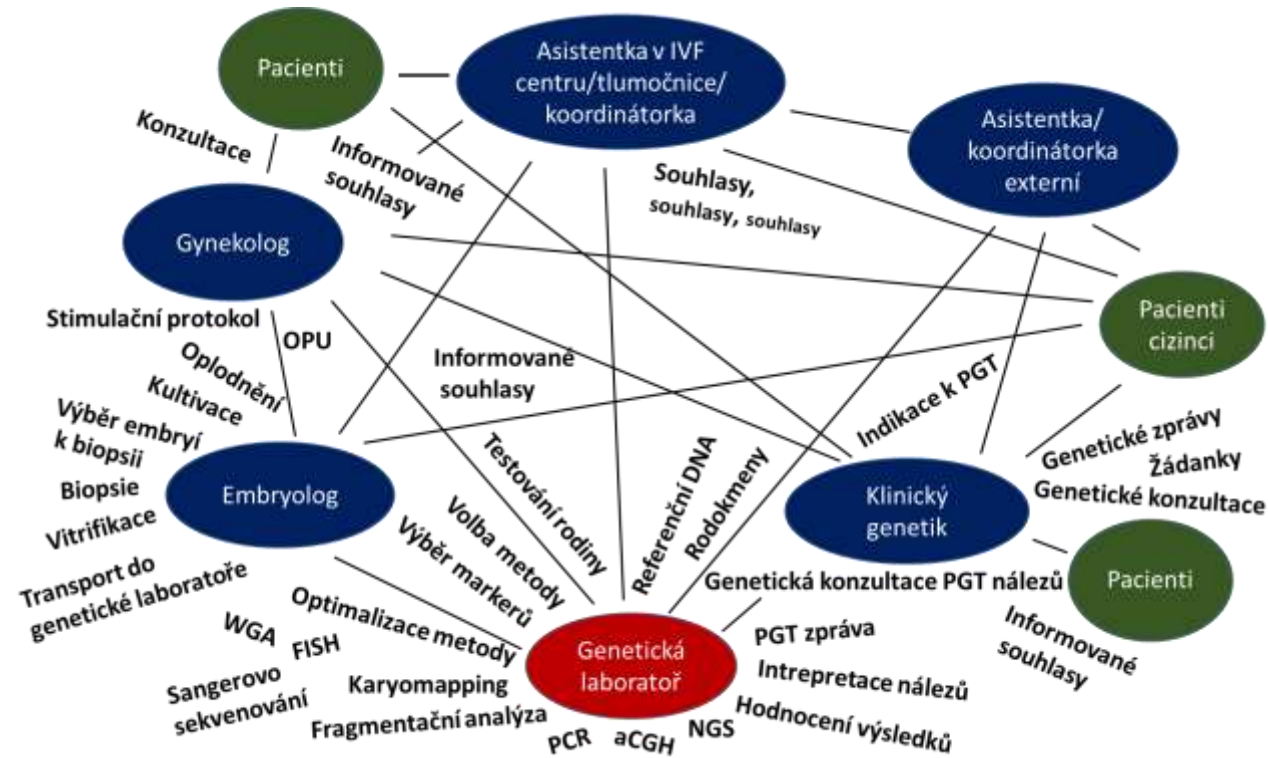 Pacienti
Asistentka v IVF
centru/tlumočnice/
koordinátorka
Asistentka/
koordinátorka
externí
Konzultace
Informované
souhlasy
Souhlasy,
souhlasy, souhlasy
Gynekolog
Pacienti
cizinci
Stimulační protokol
OPU
Oplodnění
Kultivace
Výběr embryí
k biopsii
Biopsie
Vitrifikace
Transport do
genetické laboratoře
Informované
souhlasy
Embryolog
Indikace k PGT
Klinický
genetik
Genetické zprávy
Žádanky
Genetické konzultace
Pacienti
Informované
souhlasy
Testování rodiny
Volba metody
Výběr markerů
Optimalizace metody
Referenční DNA
Rodokmeny
Genetická konzultace PGT nálezů
Genetická
laboratoř
PGT zpráva
Intrepretace nálezů
Hodnocení výsledků
WGA
FISH
Sangerovo
sekvenování
Karyomapping
Fragmentační analýza
PCR
aCGH
NGS